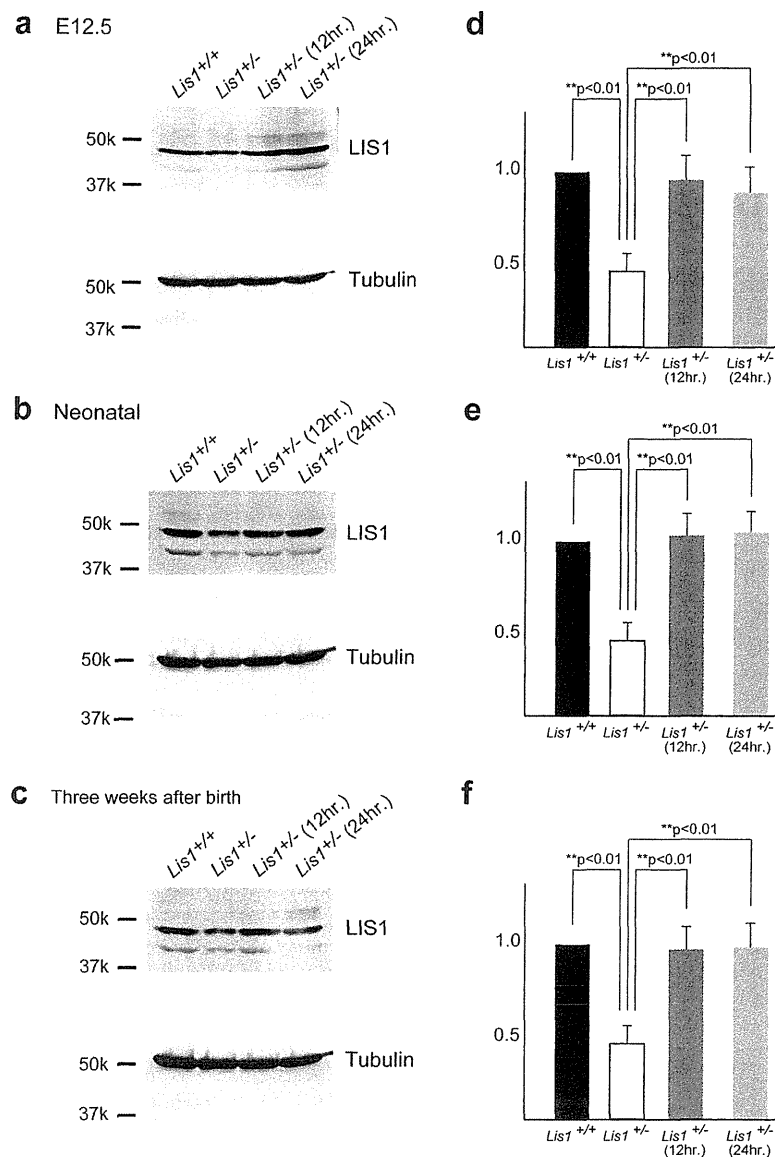 a E12.5
Lis1+/+ Lis1+/- Lis1+/- (12hr.) Lis1+/- (24hr.)
50k
LIS1
37k
50k
Tubulin
37k
d
**p<0.01
**p<0.01 **p<0.01
1.0
0.5
Lis1 +/+ Lis1 +/- Lis1 +/- Lis1 +/-
(12hr.) (24hr.)
b Neonatal
Lis1+/+ Lis1+/- Lis1+/- (12hr.) Lis1+/- (24hr.)
50k
LIS1
37k
50k
Tubulin
37k
e
**p<0.01
**p<0.01 **p<0.01
1.0
0.5
Lis1 +/+ Lis1 +/- Lis1 +/- Lis1 +/-
(12hr.) (24hr.)
c Three weeks after birth
Lis1+/+ Lis1+/- Lis1+/- (12hr.) Lis1+/- (24hr.)
50k
LIS1
37k
50k
Tubulin
37k
f
**p<0.01
**p<0.01 **p<0.01
1.0
0.5
Lis1 +/+ Lis1 +/- Lis1 +/- Lis1 +/-
(12hr.) (24hr.)